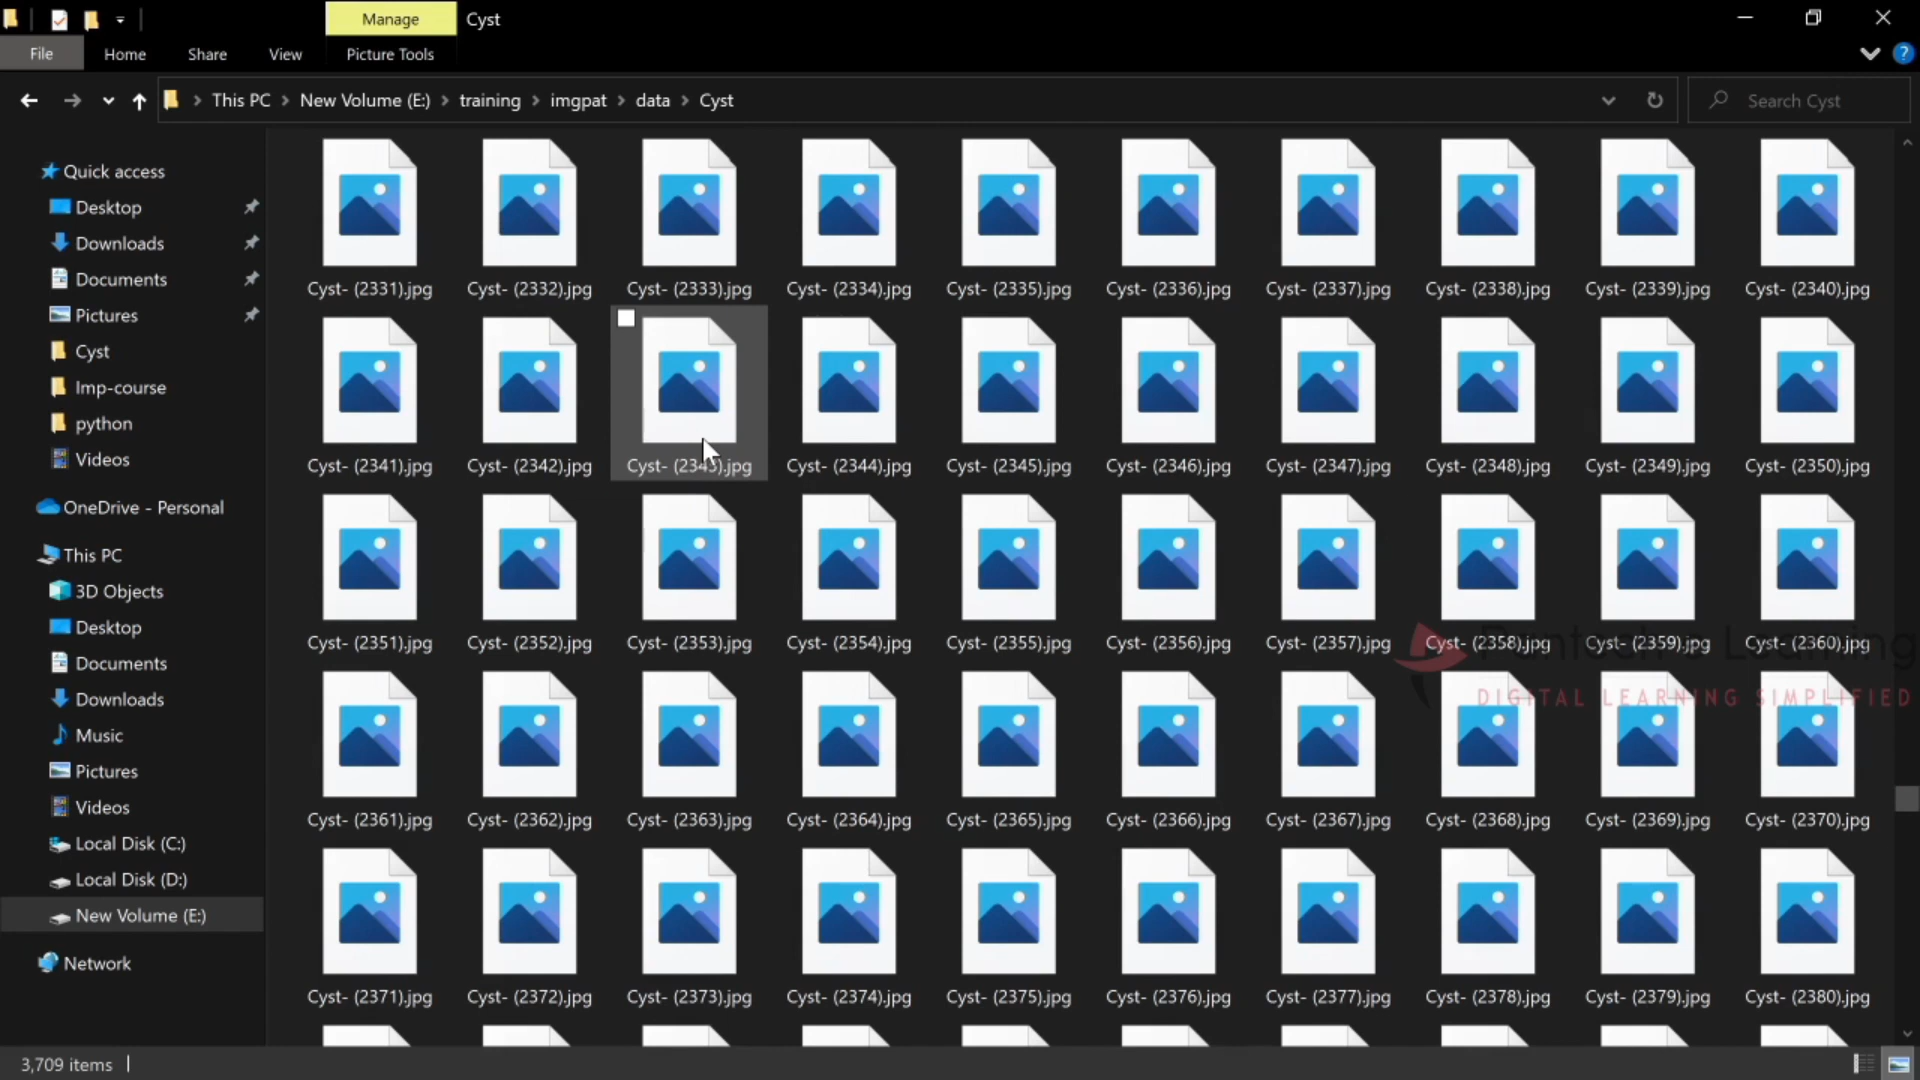 Manage
Cyst
File
Home
Share
View
Picture Tools
This PC
New Volume (E:)
training
imgpat
data
Cyst
Search Cyst
Quick access
Desktop
Downloads
Documents
Pictures
Cyst
Imp-course
python
Videos
OneDrive - Personal
This PC
3D Objects
Desktop
Documents
Downloads
Music
Pictures
Videos
Local Disk (C:)
Local Disk (D:)
New Volume (E:)
Network
Cyst- (2331).jpg Cyst- (2332).jpg Cyst- (2333).jpg Cyst- (2334).jpg Cyst- (2335).jpg Cyst- (2336).jpg Cyst- (2337).jpg Cyst- (2338).jpg Cyst- (2339).jpg Cyst- (2340).jpg
Cyst- (2341).jpg Cyst- (2342).jpg Cyst- (2343).jpg Cyst- (2344).jpg Cyst- (2345).jpg Cyst- (2346).jpg Cyst- (2347).jpg Cyst- (2348).jpg Cyst- (2349).jpg Cyst- (2350).jpg
Cyst- (2351).jpg Cyst- (2352).jpg Cyst- (2353).jpg Cyst- (2354).jpg Cyst- (2355).jpg Cyst- (2356).jpg Cyst- (2357).jpg Cyst- (2358).jpg Cyst- (2359).jpg Cyst- (2360).jpg
DIGITAL LEARNING SIMPLIFIED
Cyst- (2361).jpg Cyst- (2362).jpg Cyst- (2363).jpg Cyst- (2364).jpg Cyst- (2365).jpg Cyst- (2366).jpg Cyst- (2367).jpg Cyst- (2368).jpg Cyst- (2369).jpg Cyst- (2370).jpg
Cyst- (2371).jpg Cyst- (2372).jpg Cyst- (2373).jpg Cyst- (2374).jpg Cyst- (2375).jpg Cyst- (2376).jpg Cyst- (2377).jpg Cyst- (2378).jpg Cyst- (2379).jpg Cyst- (2380).jpg
3,709 items